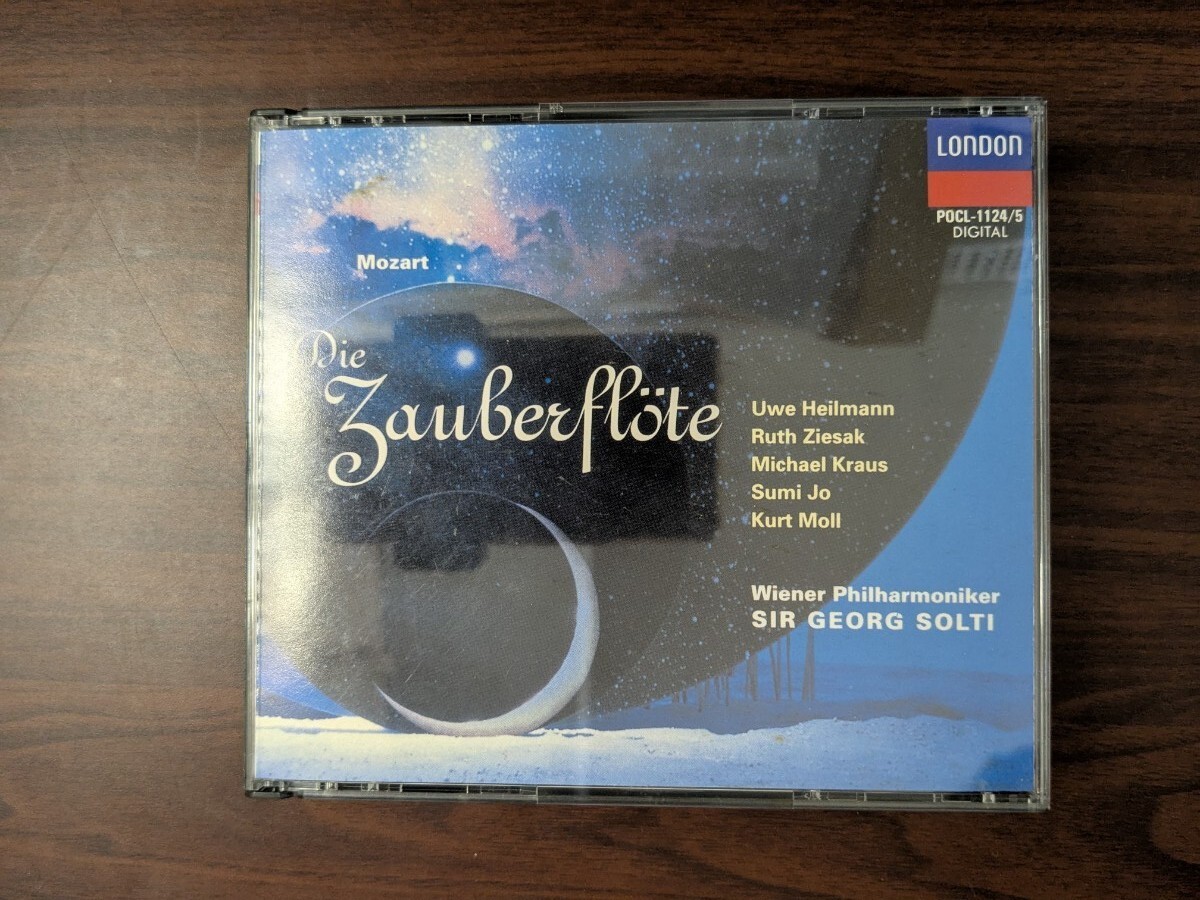 LONDON
POCL-1124/5
DIGITAL
Mozart
Die
Zauberflöte
Uwe Heilmann
Ruth Ziesak
Michael Kraus
Sumi Jo
Kurt Moll
Wiener Philharmoniker
SIR GEORG SOLTI